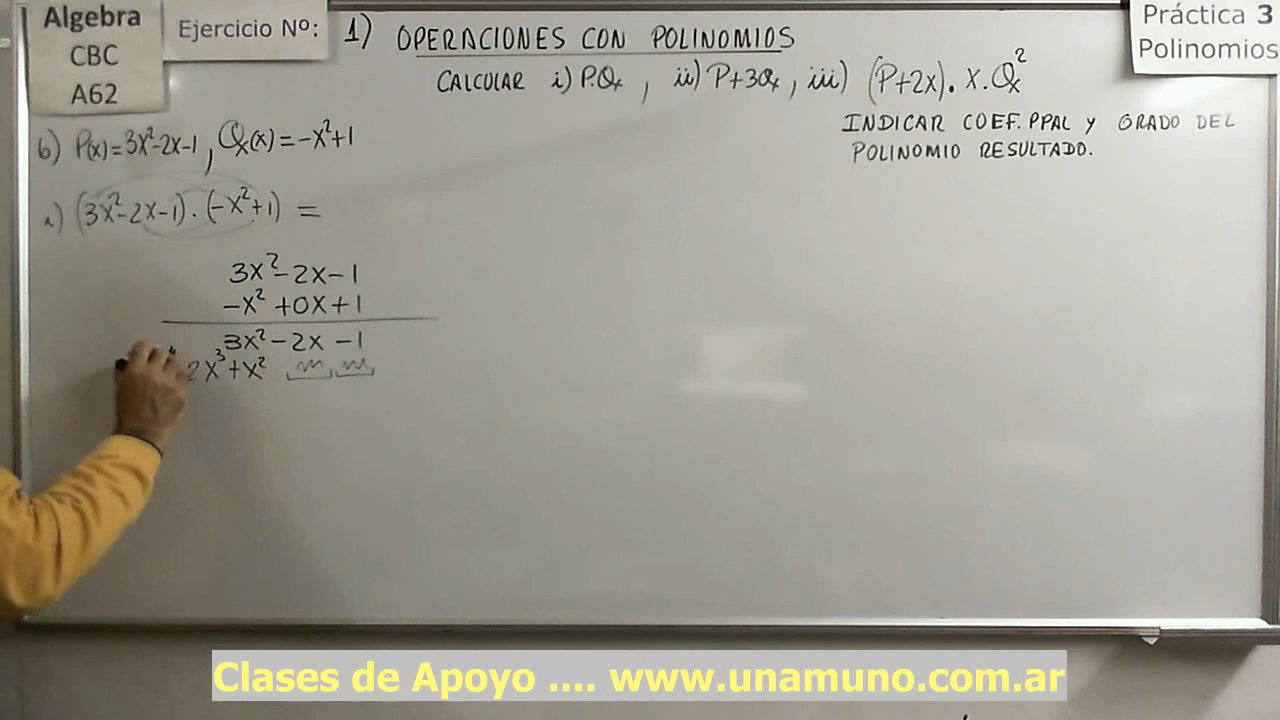 Algebra
CBC
A62
Ejercicio Nº:
1) OPERACIONES CON POLINOMIOS
Práctica 3
Polinomios
CALCULAR i) P.Qx , ii) P+3Qx , iii) (P+2x). x.Qx²
INDICAR COEF. PPAL y GRADO DEL
POLINOMIO RESULTADO.
b) P(x)=3x²-2x-1 , Qx(x)=-x²+1
i) (3x²-2x-1).(-x²+1) =
3x²-2x-1
-x²+0x+1
3x²-2x-1
2x³+x²
Clases de Apoyo .... www.unamuno.com.ar